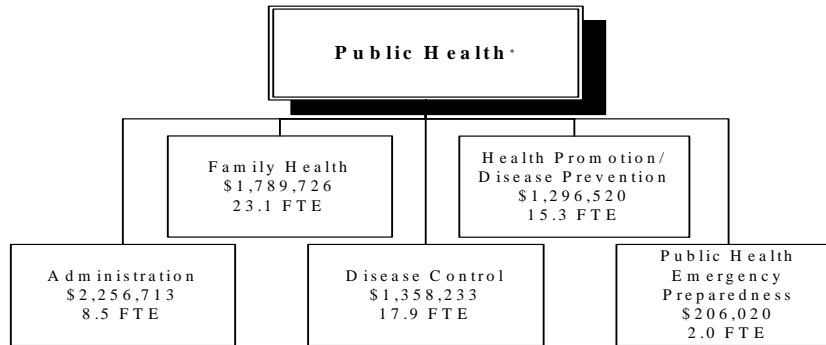 Public Health*
Family Health
$1,789,726
23.1 FTE
Health Promotion/
Disease Prevention
$1,296,520
15.3 FTE
Administration
$2,256,713
8.5 FTE
Disease Control
$1,358,233
17.9 FTE
Public Health
Emergency
Preparedness
$206,020
2.0 FTE